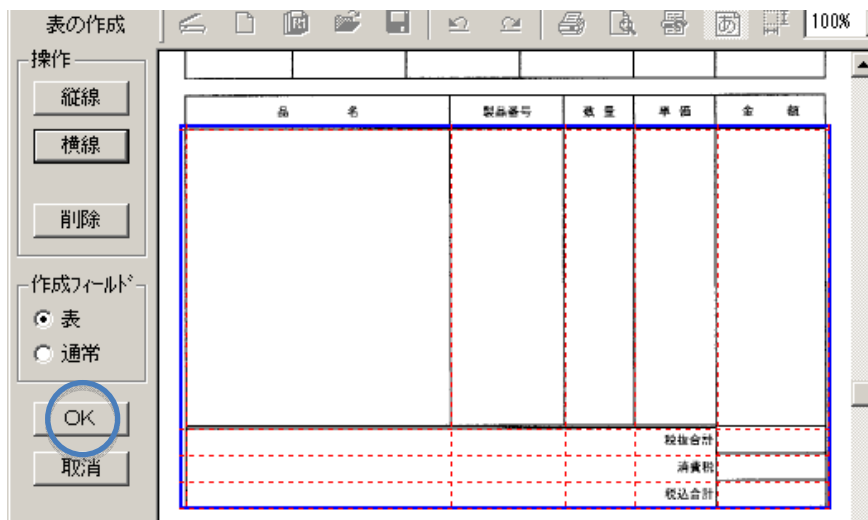 表の作成
100%
操作
縦線
横線
削除
作成フィールド
表
通常
OK
取消
品 名 製品番号 数量 単価 金 額
税抜合計
消費税
税込合計